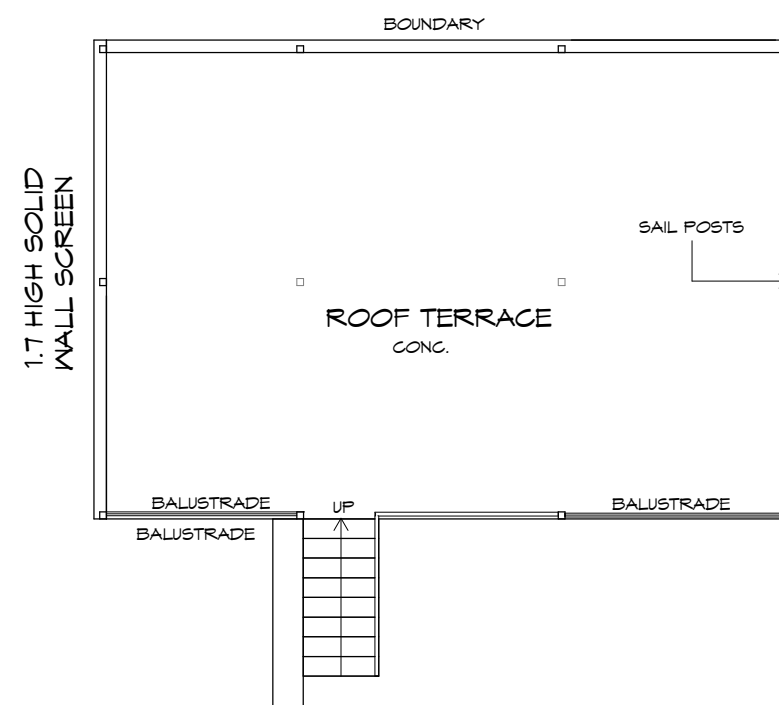 BOUNDARY
1.7 HIGH SOLID
WALL SCREEN
SAIL POSTS
ROOF TERRACE
CONC.
BALUSTRADE
UP
BALUSTRADE
BALUSTRADE